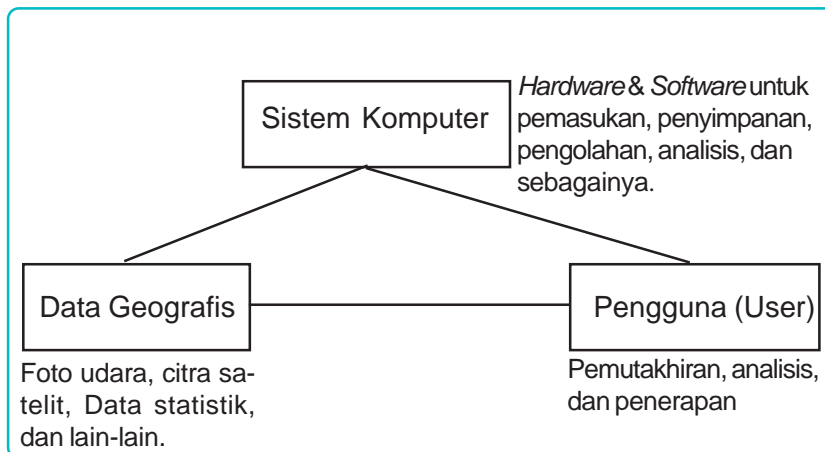 Sistem Komputer
Hardware & Software untuk
pemasukan, penyimpanan,
pengolahan, analisis, dan
sebagainya.
Data Geografis
Foto udara, citra sa-
telit, Data statistik,
dan lain-lain.
Pengguna (User)
Pemutakhiran, analisis,
dan penerapan